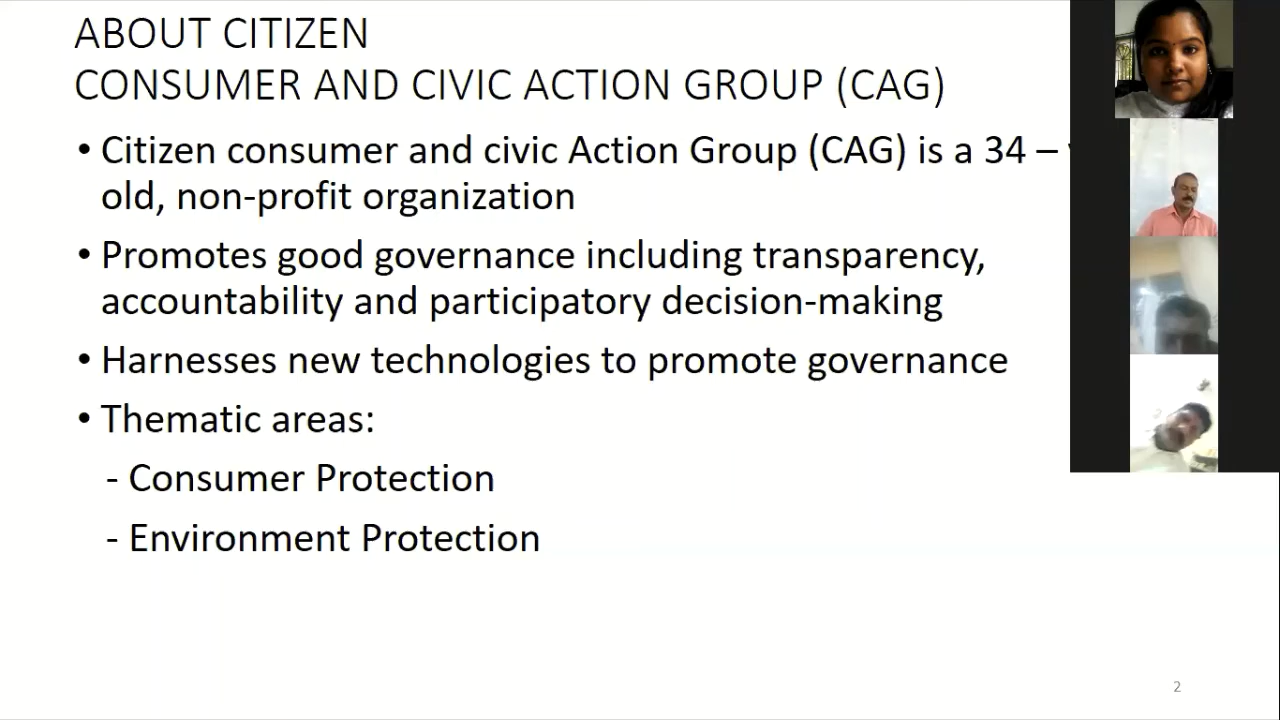 ABOUT CITIZEN
CONSUMER AND CIVIC ACTION GROUP (CAG)
• Citizen consumer and civic Action Group (CAG) is a 34 –
old, non-profit organization
• Promotes good governance including transparency,
accountability and participatory decision-making
• Harnesses new technologies to promote governance
• Thematic areas:
- Consumer Protection
- Environment Protection
2